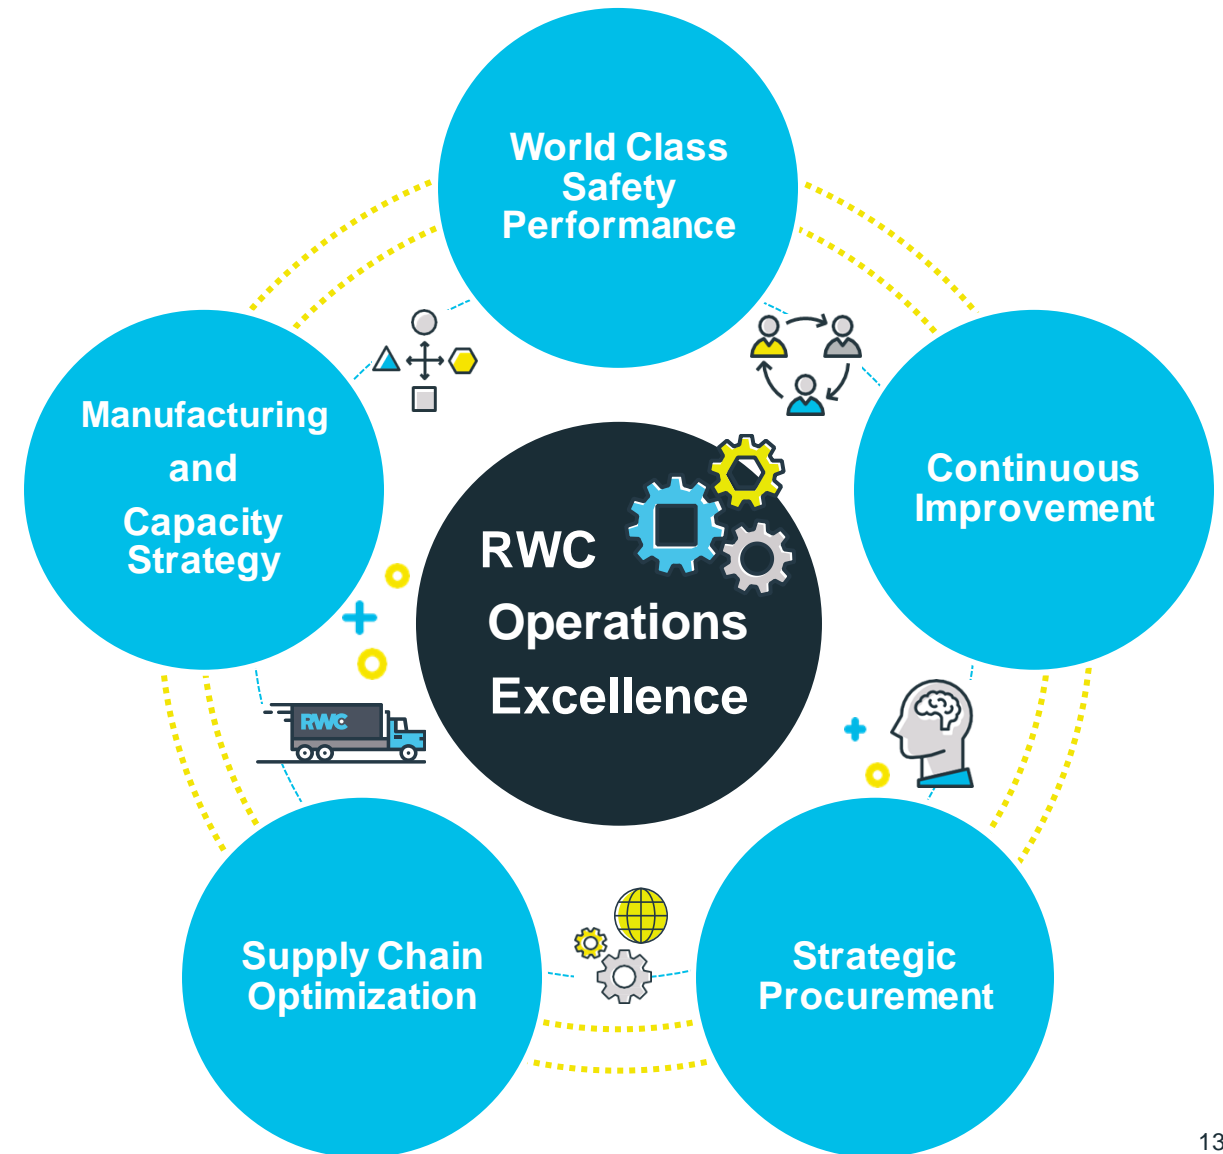 World Class
Safety
Performance
Manufacturing
and
Capacity
Strategy
Continuous
Improvement
RWC
Operations
Excellence
RWC
Supply Chain
Optimization
Strategic
Procurement
13